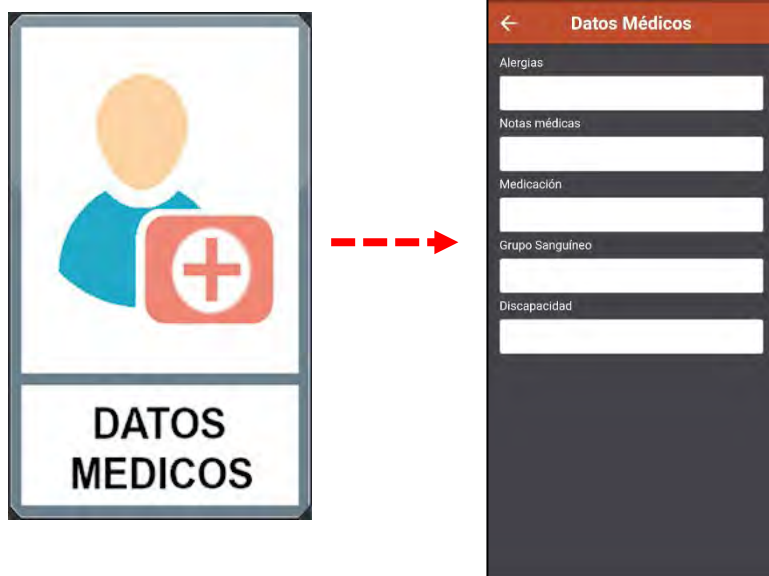 DATOS
MEDICOS
Datos Médicos
Alergias
Notas médicas
Medicación
Grupo Sanguíneo
Discapacidad